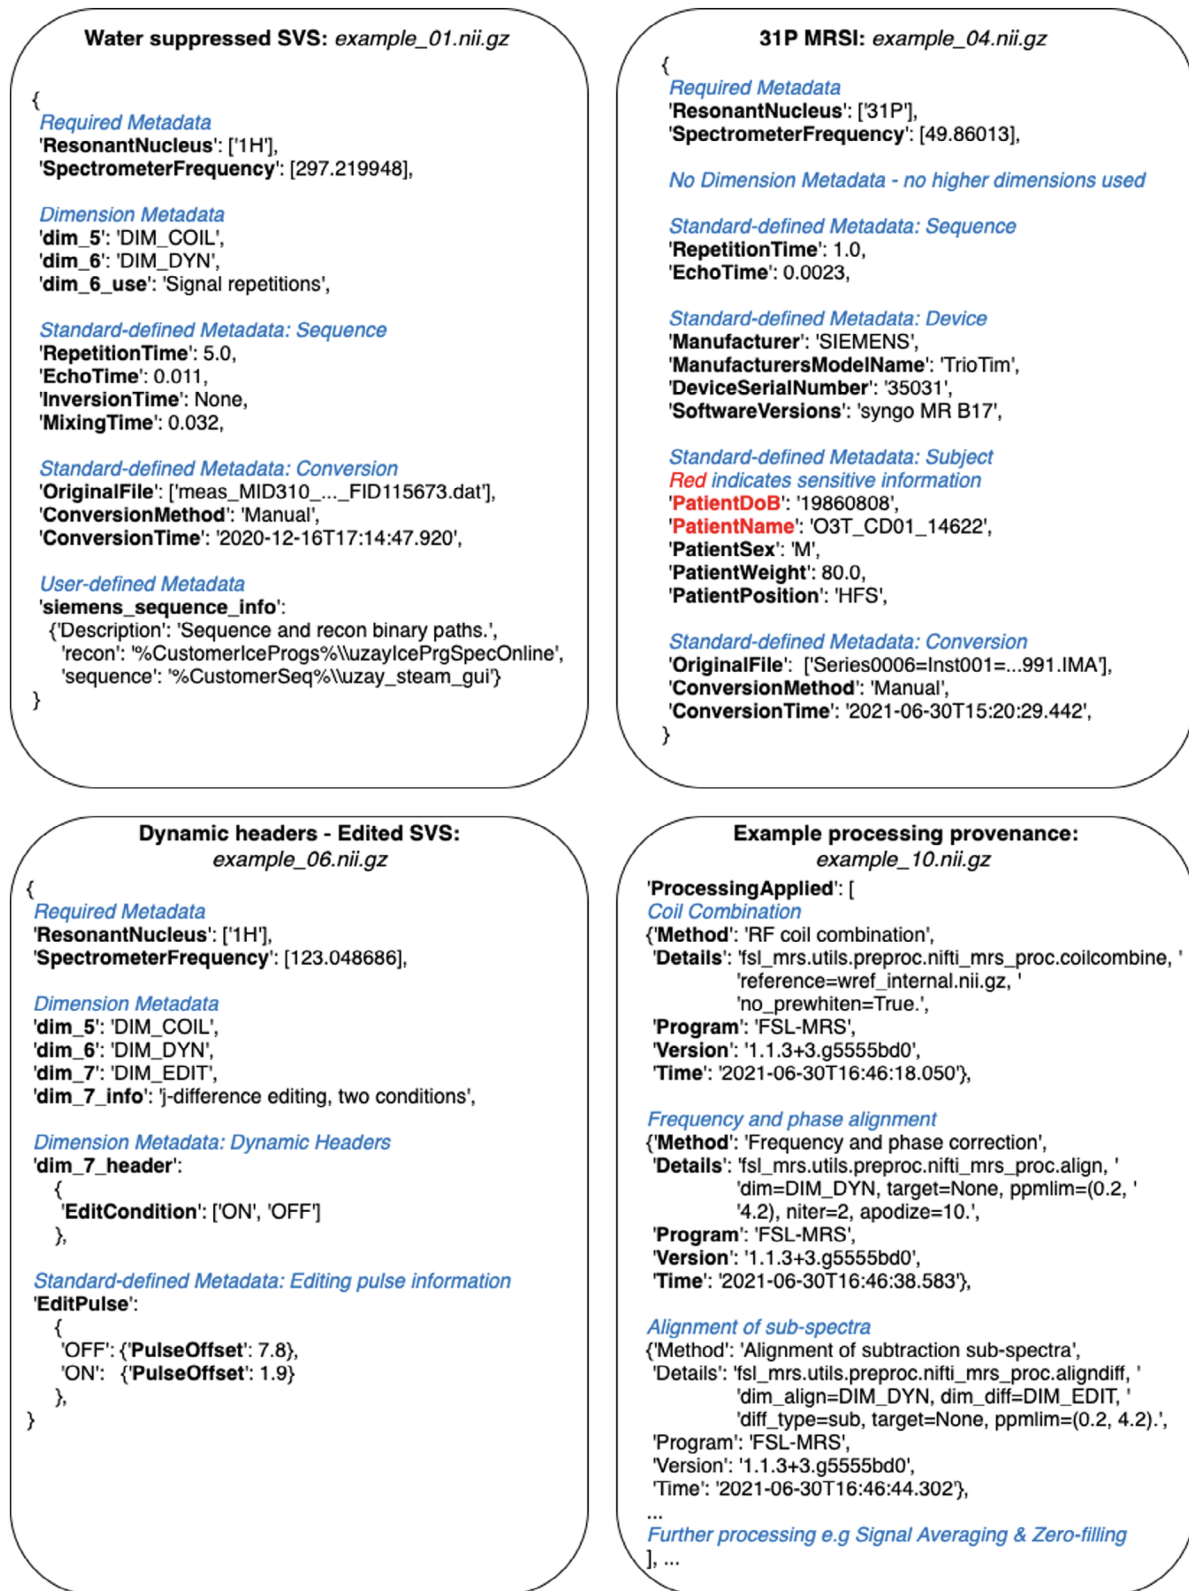 Water suppressed SVS: example_01.nii.gz
{
Required Metadata
'ResonantNucleus': ['1H'],
'SpectrometerFrequency': [297.219948],
Dimension Metadata
'dim_5': 'DIM_COIL',
'dim_6': 'DIM_DYN',
'dim_6_use': 'Signal repetitions',
Standard-defined Metadata: Sequence
'RepetitionTime': 5.0,
'EchoTime': 0.011,
'InversionTime': None,
'MixingTime': 0.032,
Standard-defined Metadata: Conversion
'OriginalFile': ['meas_MID310_..._FID115673.dat'],
'ConversionMethod': 'Manual',
'ConversionTime': '2020-12-16T17:14:47.920',
User-defined Metadata
'siemens_sequence_info':
{'Description': 'Sequence and recon binary paths.',
'recon': '%CustomerIceProgs%\\uzayIcePrgSpecOnline',
'sequence': '%CustomerSeq%\\uzay_steam_gui'}
}
31P MRSI: example_04.nii.gz
{
Required Metadata
'ResonantNucleus': ['31P'],
'SpectrometerFrequency': [49.86013],
No Dimension Metadata - no higher dimensions used
Standard-defined Metadata: Sequence
'RepetitionTime': 1.0,
'EchoTime': 0.0023,
Standard-defined Metadata: Device
'Manufacturer': 'SIEMENS',
'ManufacturersModelName': 'TrioTim',
'DeviceSerialNumber': '35031',
'SoftwareVersions': 'syngo MR B17',
Standard-defined Metadata: Subject
Red indicates sensitive information
'PatientDoB': '19860808',
'PatientName': 'O3T_CD01_14622',
'PatientSex': 'M',
'PatientWeight': 80.0,
'PatientPosition': 'HFS',
Standard-defined Metadata: Conversion
'OriginalFile': ['Series0006=Inst001=...991.IMA'],
'ConversionMethod': 'Manual',
'ConversionTime': '2021-06-30T15:20:29.442',
}
Dynamic headers - Edited SVS:
example_06.nii.gz
{
Required Metadata
'ResonantNucleus': ['1H'],
'SpectrometerFrequency': [123.048686],
Dimension Metadata
'dim_5': 'DIM_COIL',
'dim_6': 'DIM_DYN',
'dim_7': 'DIM_EDIT',
'dim_7_info': 'j-difference editing, two conditions',
Dimension Metadata: Dynamic Headers
'dim_7_header':
{
'EditCondition': ['ON', 'OFF']
},
Standard-defined Metadata: Editing pulse information
'EditPulse':
{
'OFF': {'PulseOffset': 7.8},
'ON': {'PulseOffset': 1.9}
},
}
Example processing provenance:
example_10.nii.gz
'ProcessingApplied': [
Coil Combination
{'Method': 'RF coil combination',
'Details': 'fsl_mrs.utils.preproc.nifti_mrs_proc.coilcombine, '
'reference=wref_internal.nii.gz, '
'no_prewhiten=True.',
'Program': 'FSL-MRS',
'Version': '1.1.3+3.g5555bd0',
'Time': '2021-06-30T16:46:18.050'},
Frequency and phase alignment
{'Method': 'Frequency and phase correction',
'Details': 'fsl_mrs.utils.preproc.nifti_mrs_proc.align, '
'dim=DIM_DYN, target=None, ppmlim=(0.2, '
'4.2), niter=2, apodize=10.',
'Program': 'FSL-MRS',
'Version': '1.1.3+3.g5555bd0',
'Time': '2021-06-30T16:46:38.583'},
Alignment of sub-spectra
{'Method': 'Alignment of subtraction sub-spectra',
'Details': 'fsl_mrs.utils.preproc.nifti_mrs_proc.aligndiff, '
'dim_align=DIM_DYN, dim_diff=DIM_EDIT, '
'diff_type=sub, target=None, ppmlim=(0.2, 4.2).',
'Program': 'FSL-MRS',
'Version': '1.1.3+3.g5555bd0',
'Time': '2021-06-30T16:46:44.302'},
...
Further processing e.g Signal Averaging & Zero-filling
], ...